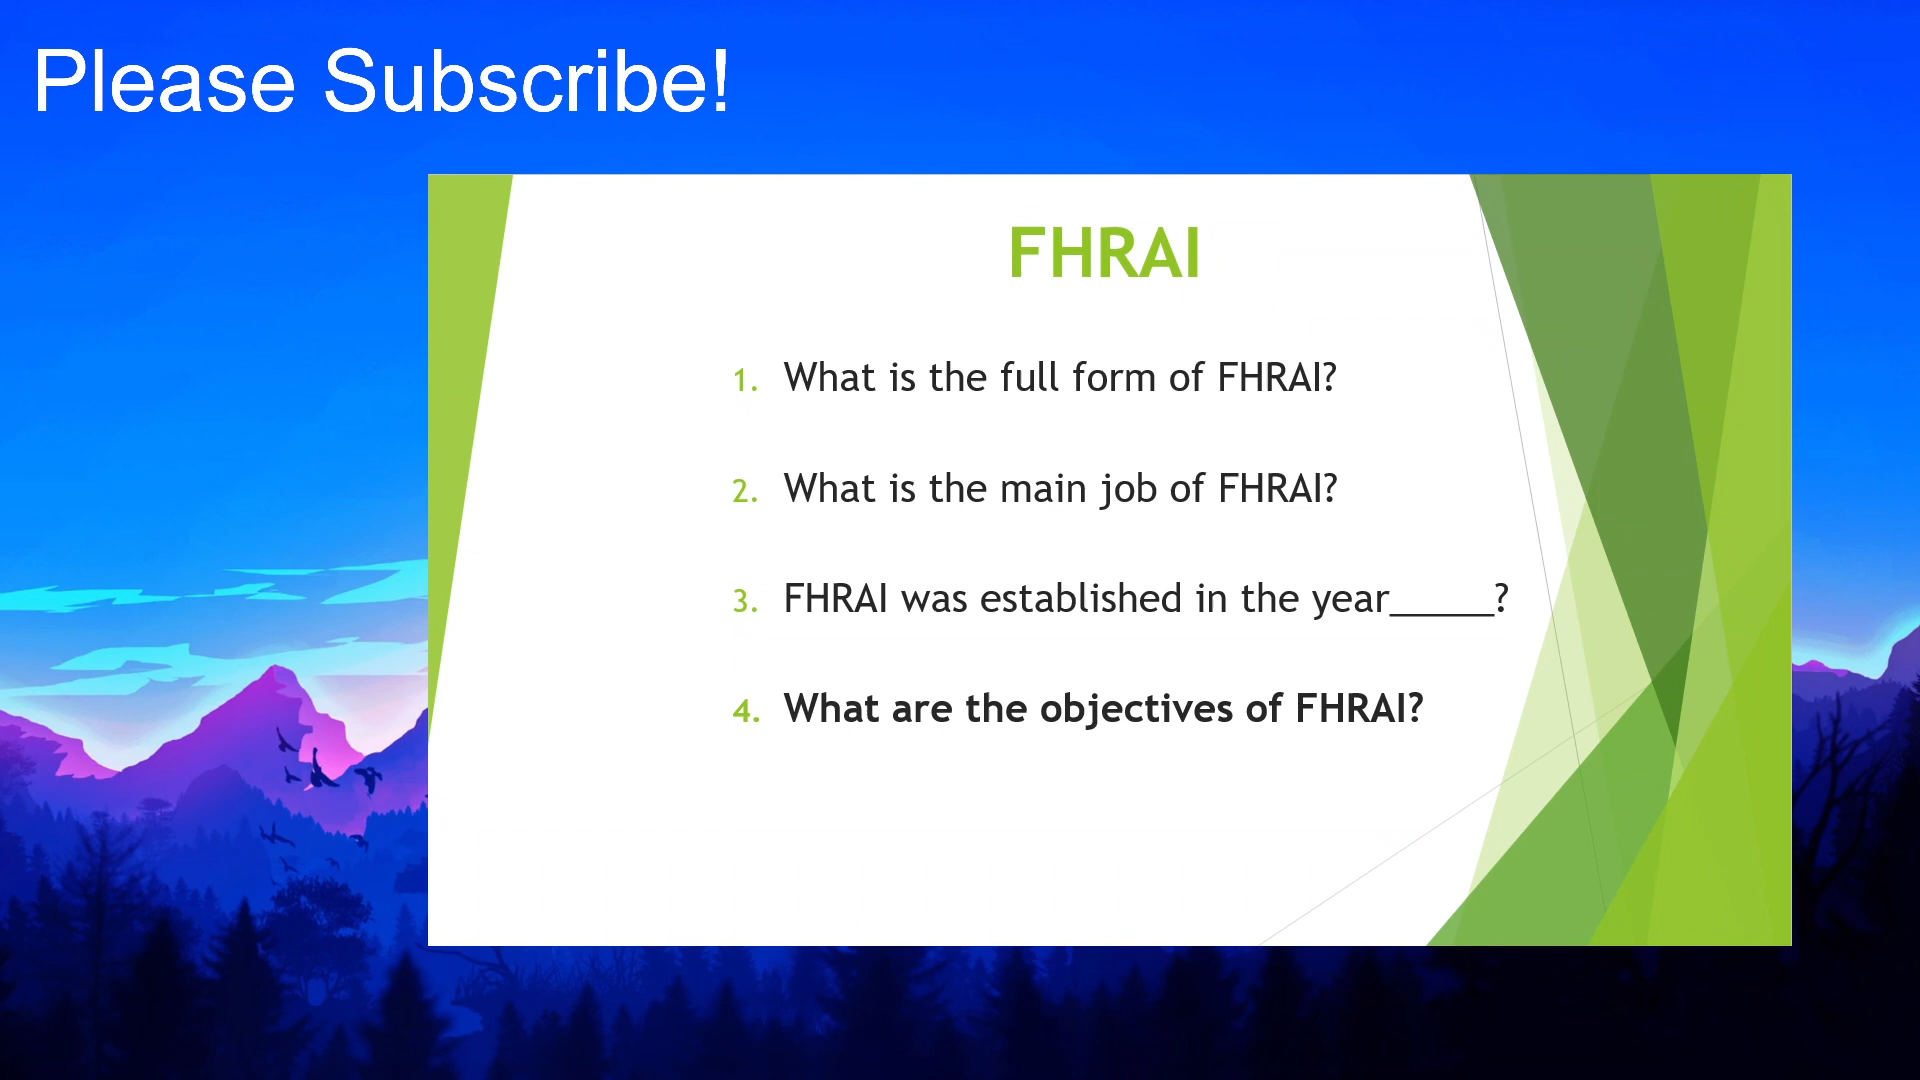 Please Subscribe!
FHRAI
1. What is the full form of FHRAI?
2. What is the main job of FHRAI?
3. FHRAI was established in the year_____?
4. What are the objectives of FHRAI?